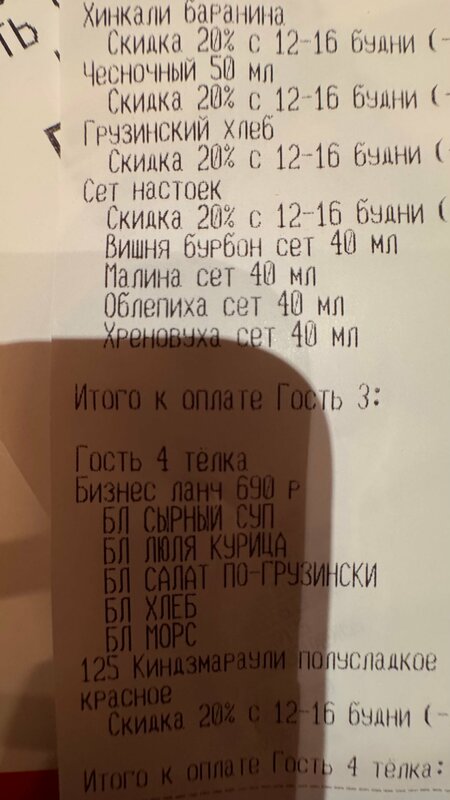 ть
Хинкали баранина
Скидка 20% с 12-16 будни (-
Чесночный 50 мл
Скидка 20% с 12-16 будни (-
Грузинский хлеб
Скидка 20% с 12-16 будни (
Сет настоек
Скидка 20% с 12-16 будни (
Вишня бурбон сет 40 мл
Малина сет 40 мл
Облепиха сет 40 мл
Хреновуха сет 40 мл
Итого к оплате Гость 3:
Гость 4 тёлка
Бизнес ланч 690 р
БЛ СЫРНЫЙ СУП
БЛ ЛЮЛЯ КУРИЦА
БЛ САЛАТ ПО-ГРУЗИНСКИ
БЛ ХЛЕБ
БЛ МОРС
125 Киндзмараули полусладкое
красное
Скидка 20% с 12-16 будни (-
Итого к оплате Гость 4 тёлка: